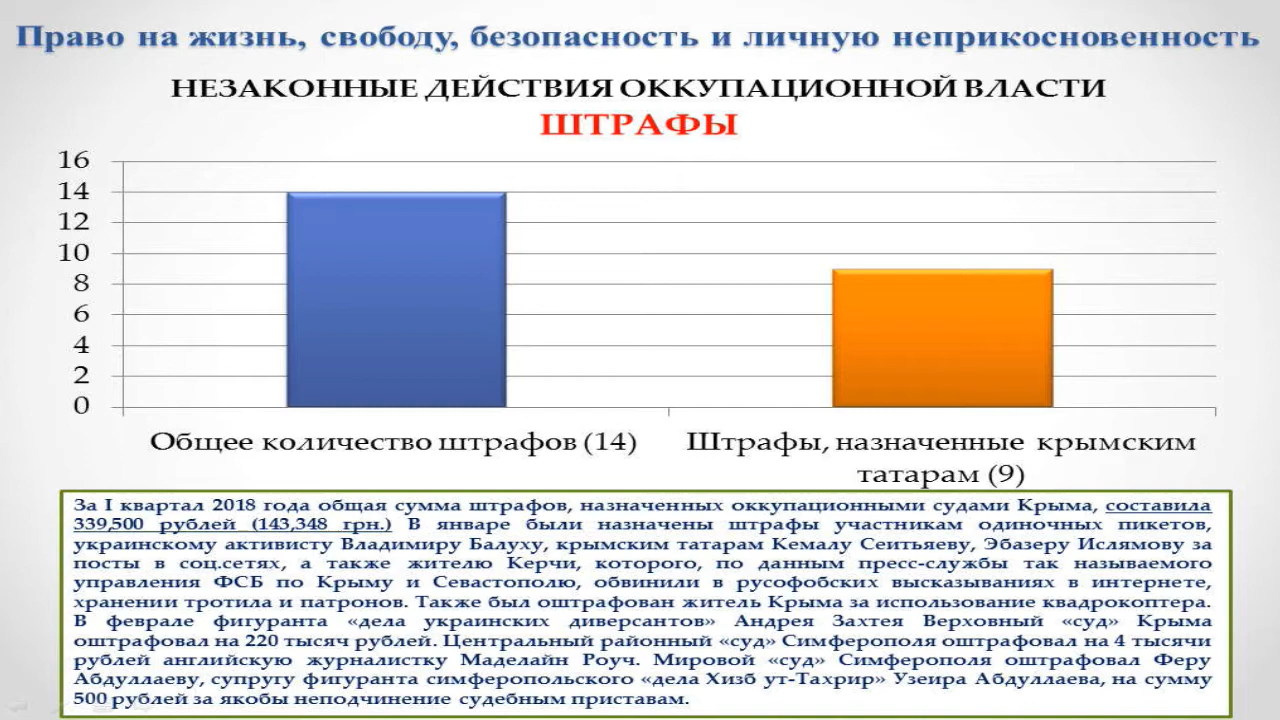 Право на жизнь, свободу, безопасность и личную неприкосновенность
НЕЗАКОННЫЕ ДЕЙСТВИЯ ОККУПАЦИОННОЙ ВЛАСТИ
ШТРАФЫ
16
14
12
10
8
6
4
2
0
Общее количество штрафов (14)
Штрафы, назначенные крымским
татарам (9)
За I квартал 2018 года общая сумма штрафов, назначенных оккупационными судами Крыма, составила
339,500 рублей (143,348 грн.) В январе были назначены штрафы участникам одиночных пикетов,
украинскому активисту Владимиру Балуху, крымским татарам Кемалу Сеитьяеву, Эбазеру Ислямову за
посты в соц.сетях, а также жителю Керчи, которого, по данным пресс-службы так называемого
управления ФСБ по Крыму и Севастополю, обвинили в русофобских высказываниях в интернете,
хранении тротила и патронов. Также был оштрафован житель Крыма за использование квадрокоптера.
В феврале фигуранта «дела украинских диверсантов» Андрея Захтея Верховный «суд» Крыма
оштрафовал на 220 тысяч рублей. Центральный районный «суд» Симферополя оштрафовал на 4 тысячи
рублей английскую журналистку Маделайн Роуч. Мировой «суд» Симферополя оштрафовал Феру
Абдуллаеву, супругу фигуранта симферопольского «дела Хизб ут-Тахрир» Узеира Абдуллаева, на сумму
500 рублей за якобы неподчинение судебным приставам.